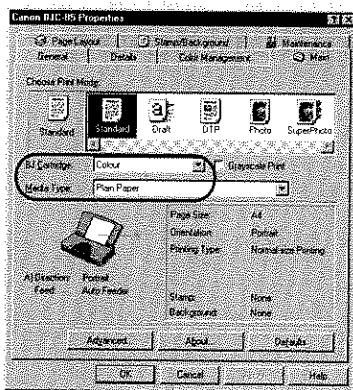 Canon BJC-85 Properties
Page Layout Stamp/Background Maintenance
General Details Color Management Main
Choose Print Mode
Standard Standard Draft DTP Photo SuperPhoto
BJ Cartridge: Colour Grayscale Print
Media Type: Plain Paper
Page Size: A4
Orientation: Portrait
Printing Type: Normal-size Printing
Direction: Portrait
Feed: Auto Feeder
Stamp: None
Background: None
Advanced... About... Defaults
OK Cancel Help